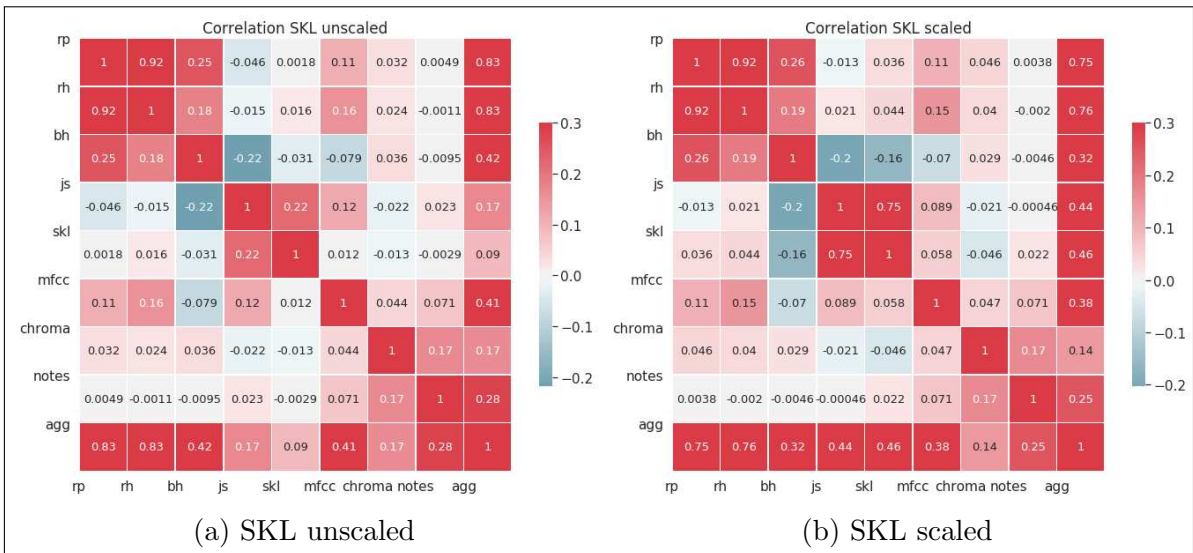 Correlation SKL unscaled
rp 1 0.92 0.25 -0.046 0.0018 0.11 0.032 0.0049 0.83
rh 0.92 1 0.18 -0.015 0.016 0.16 0.024 -0.0011 0.83
bh 0.25 0.18 1 -0.22 -0.031 -0.079 0.036 -0.0095 0.42
js -0.046 -0.015 -0.22 1 0.22 0.12 -0.022 0.023 0.17
skl 0.0018 0.016 -0.031 0.22 1 0.012 -0.013 -0.0029 0.09
mfcc 0.11 0.16 -0.079 0.12 0.012 1 0.044 0.071 0.41
chroma 0.032 0.024 0.036 -0.022 -0.013 0.044 1 0.17 0.17
notes 0.0049 -0.0011 -0.0095 0.023 -0.0029 0.071 0.17 1 0.28
agg 0.83 0.83 0.42 0.17 0.09 0.41 0.17 0.28 1
rp rh bh js skl mfcc chroma notes agg
0.3
0.2
0.1
0.0
−0.1
−0.2
(a) SKL unscaled
Correlation SKL scaled
rp 1 0.92 0.26 -0.013 0.036 0.11 0.046 0.0038 0.75
rh 0.92 1 0.19 0.021 0.044 0.15 0.04 -0.002 0.76
bh 0.26 0.19 1 -0.2 -0.16 -0.07 0.029 -0.0046 0.32
js -0.013 0.021 -0.2 1 0.75 0.089 -0.021 -0.00046 0.44
skl 0.036 0.044 -0.16 0.75 1 0.058 -0.046 0.022 0.46
mfcc 0.11 0.15 -0.07 0.089 0.058 1 0.047 0.071 0.38
chroma 0.046 0.04 0.029 -0.021 -0.046 0.047 1 0.17 0.14
notes 0.0038 -0.002 -0.0046 -0.00046 0.022 0.071 0.17 1 0.25
agg 0.75 0.76 0.32 0.44 0.46 0.38 0.14 0.25 1
rp rh bh js skl mfcc chroma notes agg
0.3
0.2
0.1
0.0
−0.1
−0.2
(b) SKL scaled